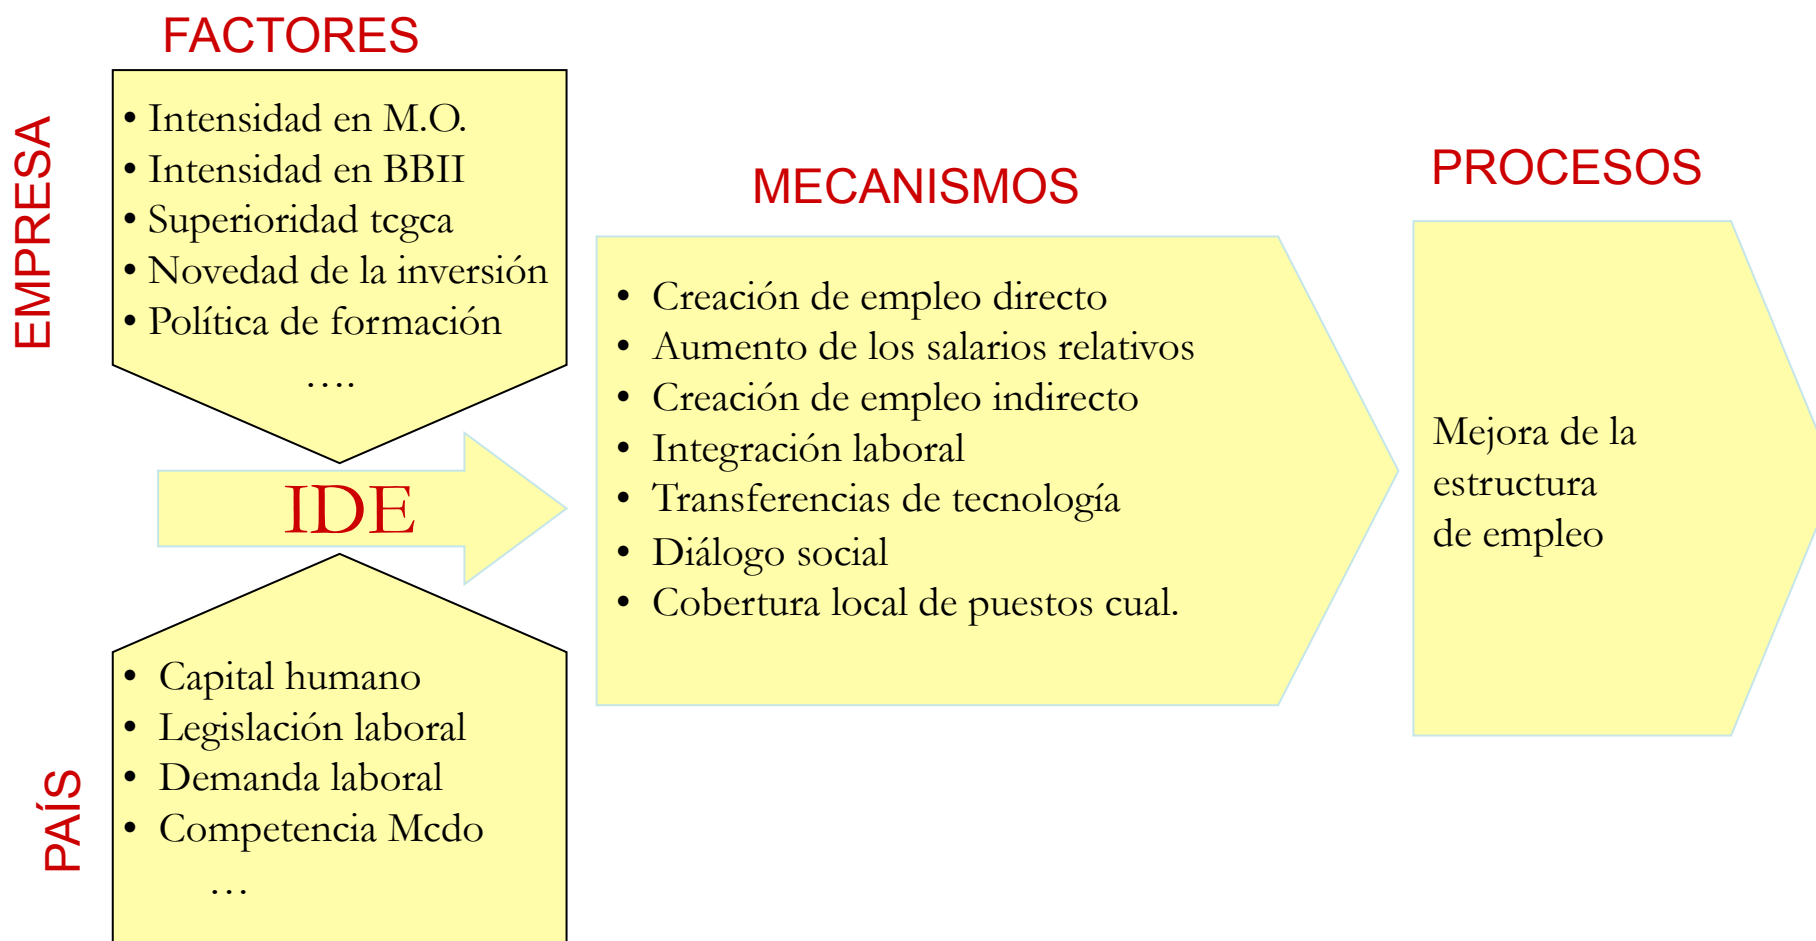 FACTORES
EMPRESA
• Intensidad en M.O.
• Intensidad en BBII
• Superioridad tcgca
• Novedad de la inversión
• Política de formación
….
IDE
PAÍS
• Capital humano
• Legislación laboral
• Demanda laboral
• Competencia Mcdo
…
MECANISMOS
• Creación de empleo directo
• Aumento de los salarios relativos
• Creación de empleo indirecto
• Integración laboral
• Transferencias de tecnología
• Diálogo social
• Cobertura local de puestos cual.
PROCESOS
Mejora de la
estructura
de empleo